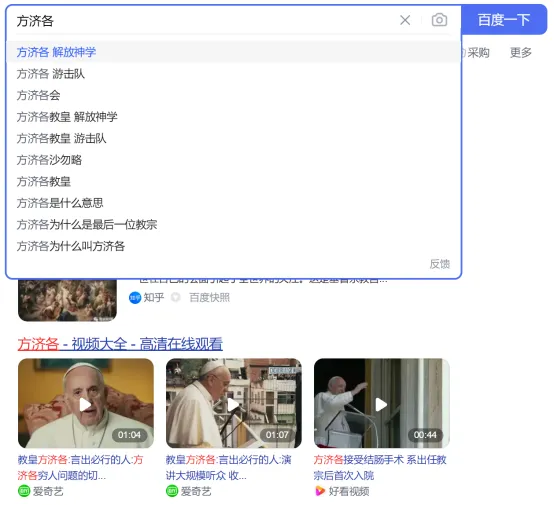 方济各
百度一下
方济各 解放神学
采购
更多
方济各 游击队
方济各会
方济各教皇 解放神学
方济各教皇 游击队
方济各沙勿略
方济各教皇
方济各是什么意思
方济各为什么是最后一位教宗
方济各为什么叫方济各
反馈
知乎
百度快照
方济各 - 视频大全 - 高清在线观看
01:04
01:07
00:44
教皇方济各:言出必行的人:方
济各穷人问题的切...
爱奇艺
教皇方济各:言出必行的人:演
讲大规模听众 收...
爱奇艺
方济各接受结肠手术 系出任教
宗后首次入院
好看视频